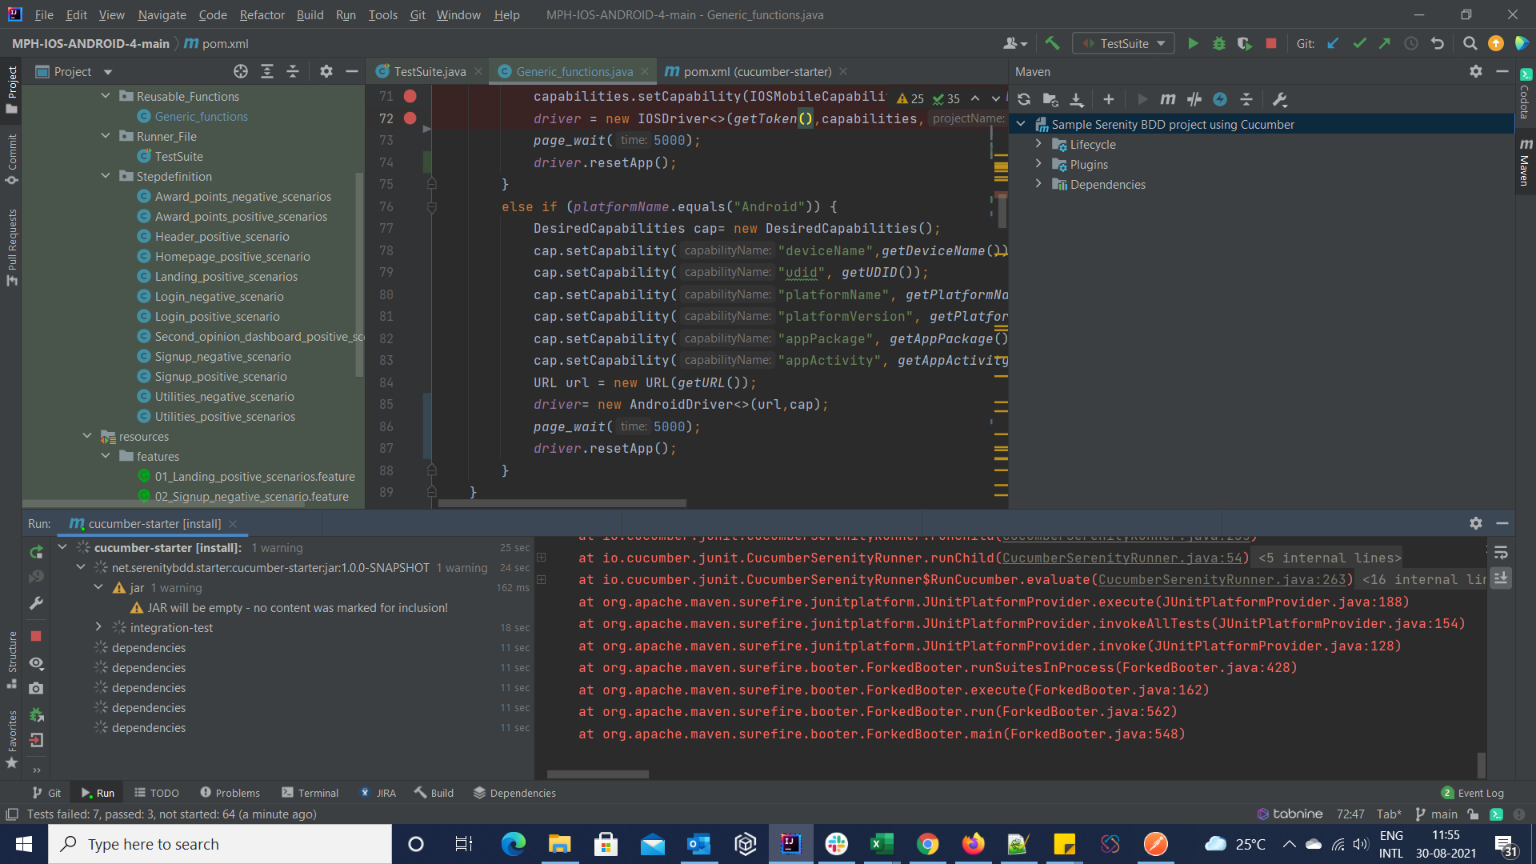 File Edit View Navigate Code Refactor Build Run Tools Git Window Help MPH-IOS-ANDROID-4-main - Generic_functions.java
MPH-IOS-ANDROID-4-main pom.xml
TestSuite
Git:
Project
TestSuite.java
Generic_functions.java
pom.xml (cucumber-starter)
Maven
Project
Commit
Pull Requests
Structure
Favorites
Reusable_Functions
Generic_functions
Runner_File
TestSuite
Stepdefinition
Award_points_negative_scenarios
Award_points_positive_scenarios
Header_positive_scenario
Homepage_positive_scenario
Landing_positive_scenarios
Login_negative_scenario
Login_positive_scenario
Second_opinion_dashboard_positive_sc
Signup_negative_scenario
Signup_positive_scenario
Utilities_negative_scenario
Utilities_positive_scenarios
resources
features
01_Landing_positive_scenarios.feature
02_Signup_negative_scenario.feature
25 35
71 capabilities.setCapability(IOSMobileCapabili
72 driver = new IOSDriver<>(getToken(),capabilities, projectName:
73 page_wait( time: 5000);
74 driver.resetApp();
75 }
76 else if (platformName.equals("Android")) {
77 DesiredCapabilities cap= new DesiredCapabilities();
78 cap.setCapability( capabilityName: "deviceName",getDeviceName())
79 cap.setCapability( capabilityName: "udid", getUDID());
80 cap.setCapability( capabilityName: "platformName", getPlatformNa
81 cap.setCapability( capabilityName: "platformVersion", getPlatfor
82 cap.setCapability( capabilityName: "appPackage", getAppPackage()
83 cap.setCapability( capabilityName: "appActivity", getAppActivity
84 URL url = new URL(getURL());
85 driver= new AndroidDriver<>(url,cap);
86 page_wait( time: 5000);
87 driver.resetApp();
88 }
89 }
Sample Serenity BDD project using Cucumber
Lifecycle
Plugins
Dependencies
Codota
Maven
Run: cucumber-starter [install]
cucumber-starter [install]: 1 warning 25 sec
net.serenitybdd.starter:cucumber-starter:jar:1.0.0-SNAPSHOT 1 warning 24 sec
jar 1 warning 162 ms
JAR will be empty - no content was marked for inclusion!
integration-test 18 sec
dependencies 11 sec
dependencies 11 sec
dependencies 11 sec
dependencies 11 sec
dependencies 11 sec
at io.cucumber.junit.CucumberSerenityRunner.runChild(CucumberSerenityRunner.java:54) <5 internal lines>
at io.cucumber.junit.CucumberSerenityRunner$RunCucumber.evaluate(CucumberSerenityRunner.java:263) <16 internal lin
at org.apache.maven.surefire.junitplatform.JUnitPlatformProvider.execute(JUnitPlatformProvider.java:188)
at org.apache.maven.surefire.junitplatform.JUnitPlatformProvider.invokeAllTests(JUnitPlatformProvider.java:154)
at org.apache.maven.surefire.junitplatform.JUnitPlatformProvider.invoke(JUnitPlatformProvider.java:128)
at org.apache.maven.surefire.booter.ForkedBooter.runSuitesInProcess(ForkedBooter.java:428)
at org.apache.maven.surefire.booter.ForkedBooter.execute(ForkedBooter.java:162)
at org.apache.maven.surefire.booter.ForkedBooter.run(ForkedBooter.java:562)
at org.apache.maven.surefire.booter.ForkedBooter.main(ForkedBooter.java:548)
Git Run TODO Problems Terminal JIRA Build Dependencies 2 Event Log
Tests failed: 7, passed: 3, not started: 64 (a minute ago) tabnine 72:47 Tab* main
Type here to search
25°C
ENG
INTL
11:55
30-08-2021
31